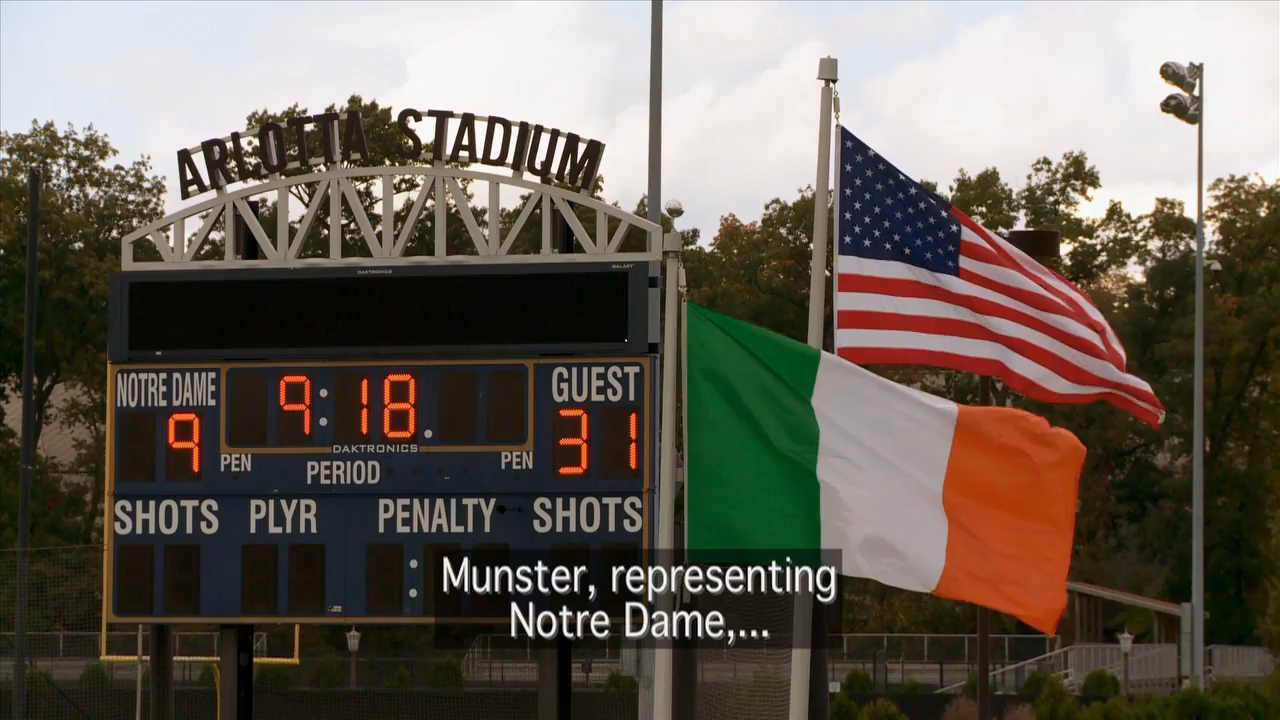 ARLOTTA STADIUM
DAKTRONICS
GALAXY
NOTRE DAME
9:18
GUEST
9
31
DAKTRONICS
PEN
PERIOD
PEN
SHOTS
PLYR
PENALTY
SHOTS
Munster, representing
Notre Dame,...